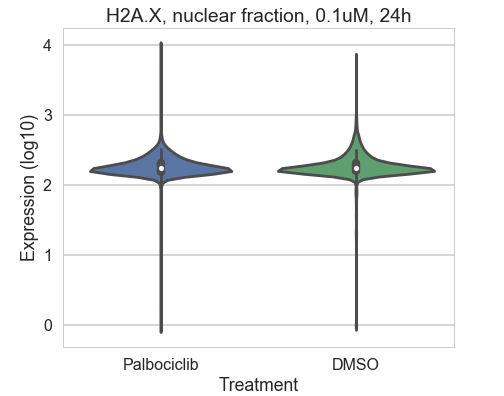 H2A.X, nuclear fraction, 0.1uM, 24h
4
3
2
1
0
Expression (log10)
Palbociclib DMSO
Treatment